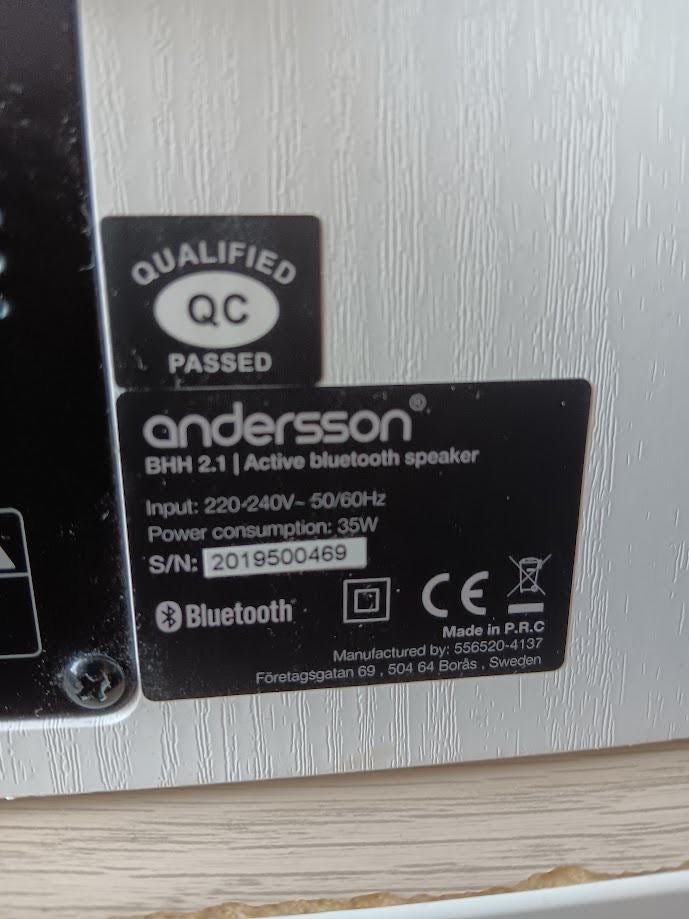 QUALIFIED
QC
PASSED
andersson®
BHH 2.1 | Active bluetooth speaker
Input: 220-240V~ 50/60Hz
Power consumption: 35W
S/N: 2019500469
Bluetooth®
CE
Made in P.R.C
Manufactured by: 556520-4137
Företagsgatan 69 , 504 64 Borås , Sweden